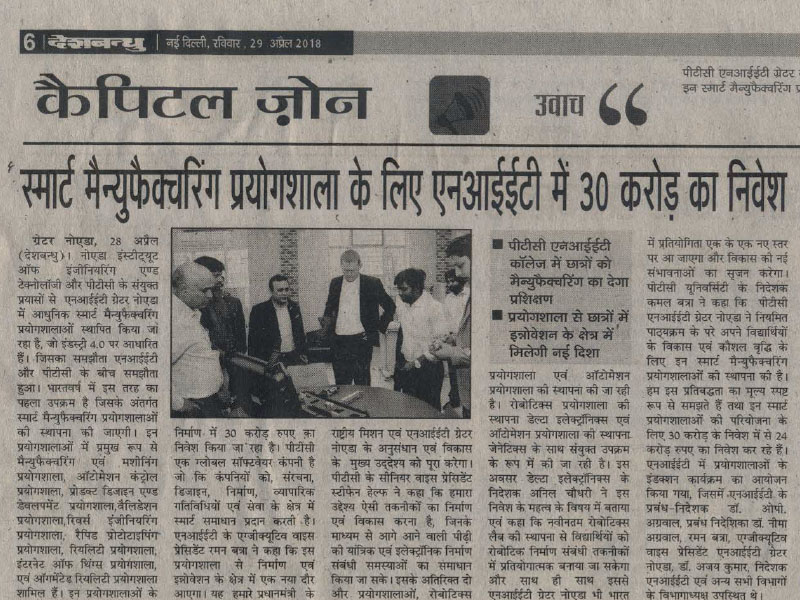 6 देशबन्धु नई दिल्ली, रविवार, 29 अप्रैल 2018
कैपिटल ज़ोन
उवाच
पीटीसी एनआईईटी ग्रेटर
इन स्मार्ट मैन्युफैक्चरिंग
स्मार्ट मैन्युफैक्चरिंग प्रयोगशाला के लिए एनआईईटी में 30 करोड़ का निवेश
ग्रेटर नोएडा, 28 अप्रैल
(देशबन्धु)। नोएडा इंस्टीट्यूट
ऑफ इंजीनियरिंग एण्ड
टेक्नोलॉजी और पीटीसी के संयुक्त
प्रयासों से एनआईईटी ग्रेटर नोएडा
में आधुनिक स्मार्ट मैन्युफैक्चरिंग
प्रयोगशालाऐं स्थापित किया जा
रहा है, जो इंडस्ट्री 4.0 पर आधारित
हैं। जिसका समझौता एनआईईटी
और पीटीसी के बीच समझौता
हुआ। भारतवर्ष में इस तरह का
पहला उपक्रम है जिसके अंतर्गत
स्मार्ट मैन्युफैक्चरिंग प्रयोगशालाओं
की स्थापना की जाएगी। इन
प्रयोगशालाओं में प्रमुख रूप से
मैन्युफैक्चरिंग एवं मशीनिंग
प्रयोगशाला, ऑटोमेशन कंट्रोल
प्रयोगशाला, प्रोडक्ट डिजाइन एण्ड
डेवलपमेंट प्रयोगशाला,वैलिडेशन
प्रयोगशाला,रिवर्स इंजीनियरिंग
प्रयोगशाला, रैपिड प्रोटोटाइपिंग
प्रयोगशाला, रियलिटी प्रयोगशाला,
इंटरनेट ऑफ थिंग्स प्रयोगशाला,
एवं ऑगमेंटेड रियलिटी प्रयोगशाला
शामिल हैं। इन प्रयोगशालाओं के
निर्माण में 30 करोड़ रुपए का
निवेश किया जा रहा है। पीटीसी
एक ग्लोबल सॉफ्टवेयर कंपनी है
जो कि कंपनियों को, संरचना,
डिजाइन, निर्माण, व्यापारिक
गतिविधियों एवं सेवा के क्षेत्र में
स्मार्ट समाधान प्रदान करती है।
एनआईईटी के एग्जीक्यूटिव वाइस
प्रेसिडेंट रमन बत्रा ने कहा कि इस
प्रयोगशाला से निर्माण एवं
इन्नोवेशन के क्षेत्र में एक नया दौर
आएगा। यह हमारे प्रधानमंत्री के
राष्ट्रीय मिशन एवं एनआईईटी ग्रेटर
नोएडा के अनुसंधान एवं विकास
के मुख्य उद्देश्य को पूरा करेगा।
पीटीसी के सीनियर वाइस प्रेसिडेंट
स्टीफेन हेल्फ ने कहा कि हमारा
उद्देश्य ऐसी तकनीकों का निर्माण
एवं विकास करना है, जिनके
माध्यम से आगे आने वाली पीढ़ी
की यांत्रिक एवं इलेक्ट्रॉनिक निर्माण
संबंधी समस्याओं का समाधान
किया जा सके। इसके अतिरिक्त दो
और प्रयोगशालाओं, रोबोटिक्स
■ पीटीसी एनआईईटी
कॉलेज में छात्रों को
मैन्युफैक्चरिंग का देगा
प्रशिक्षण
■ प्रयोगशाला से छात्रों में
इन्नोवेशन के क्षेत्र में
मिलेगी नई दिशा
प्रयोगशाला एवं ऑटोमेशन
प्रयोगशाला की स्थापना की जा रही
है। रोबोटिक्स प्रयोगशाला की
स्थापना डेल्टा इलेक्ट्रॉनिक्स एवं
ऑटोमेशन प्रयोगशाला की स्थापना
जेनेटिक्स के साथ संयुक्त उपक्रम
के रूप में की जा रही है। इस
अवसर डेल्टा इलेक्ट्रॉनिक्स के
निदेशक अनिल चौधरी ने इस
निवेश के महत्व के विषय में बताया
एवं कहा कि नवीनतम रोबोटिक्स
लैब की स्थापना से विद्यार्थियों को
रोबोटिक निर्माण संबंधी तकनीकों
में प्रतियोगात्मक बनाया जा सकेगा
और साथ ही साथ इससे
एनआईईटी ग्रेटर नोएडा भी भारत
में प्रतियोगिता एक के एक नए स्तर
पर आ जाएगा और विकास की नई
संभावनाओं का सृजन करेगा।
पीटीसी यूनिवर्सिटी के निदेशक
कमल बत्रा ने कहा कि पीटीसी
एनआईईटी ग्रेटर नोएडा ने नियमित
पाठ्यक्रम के परे अपने विद्यार्थियों
के विकास एवं कौशल वृद्धि के
लिए इन स्मार्ट मैन्युफैक्चरिंग
प्रयोगशालाओं की स्थापना की है।
हम इस प्रतिबद्धता का मूल्य स्पष्ट
रूप से समझते हैं तथा इन स्मार्ट
प्रयोगशालाओं की परियोजना के
लिए 30 करोड़ के निवेश में से 24
करोड़ रुपए का निवेश कर रहे हैं।
एनआईईटी में प्रयोगशालाओं के
इंडक्शन कार्यक्रम का आयोजन
किया गया, जिसमें एनआईईटी के
प्रबंध-निदेशक डॉ. ओपी.
अग्रवाल, प्रबंध निदेशिका डॉ. नीमा
अग्रवाल, रमन बत्रा, एग्जीक्यूटिव
वाइस प्रेसिडेंट एनआईईटी ग्रेटर
नोएडा, डॉ. अजय कुमार, निदेशक
एनआईईटी एवं अन्य सभी विभागों
के विभागाध्यक्ष उपस्थित थे।